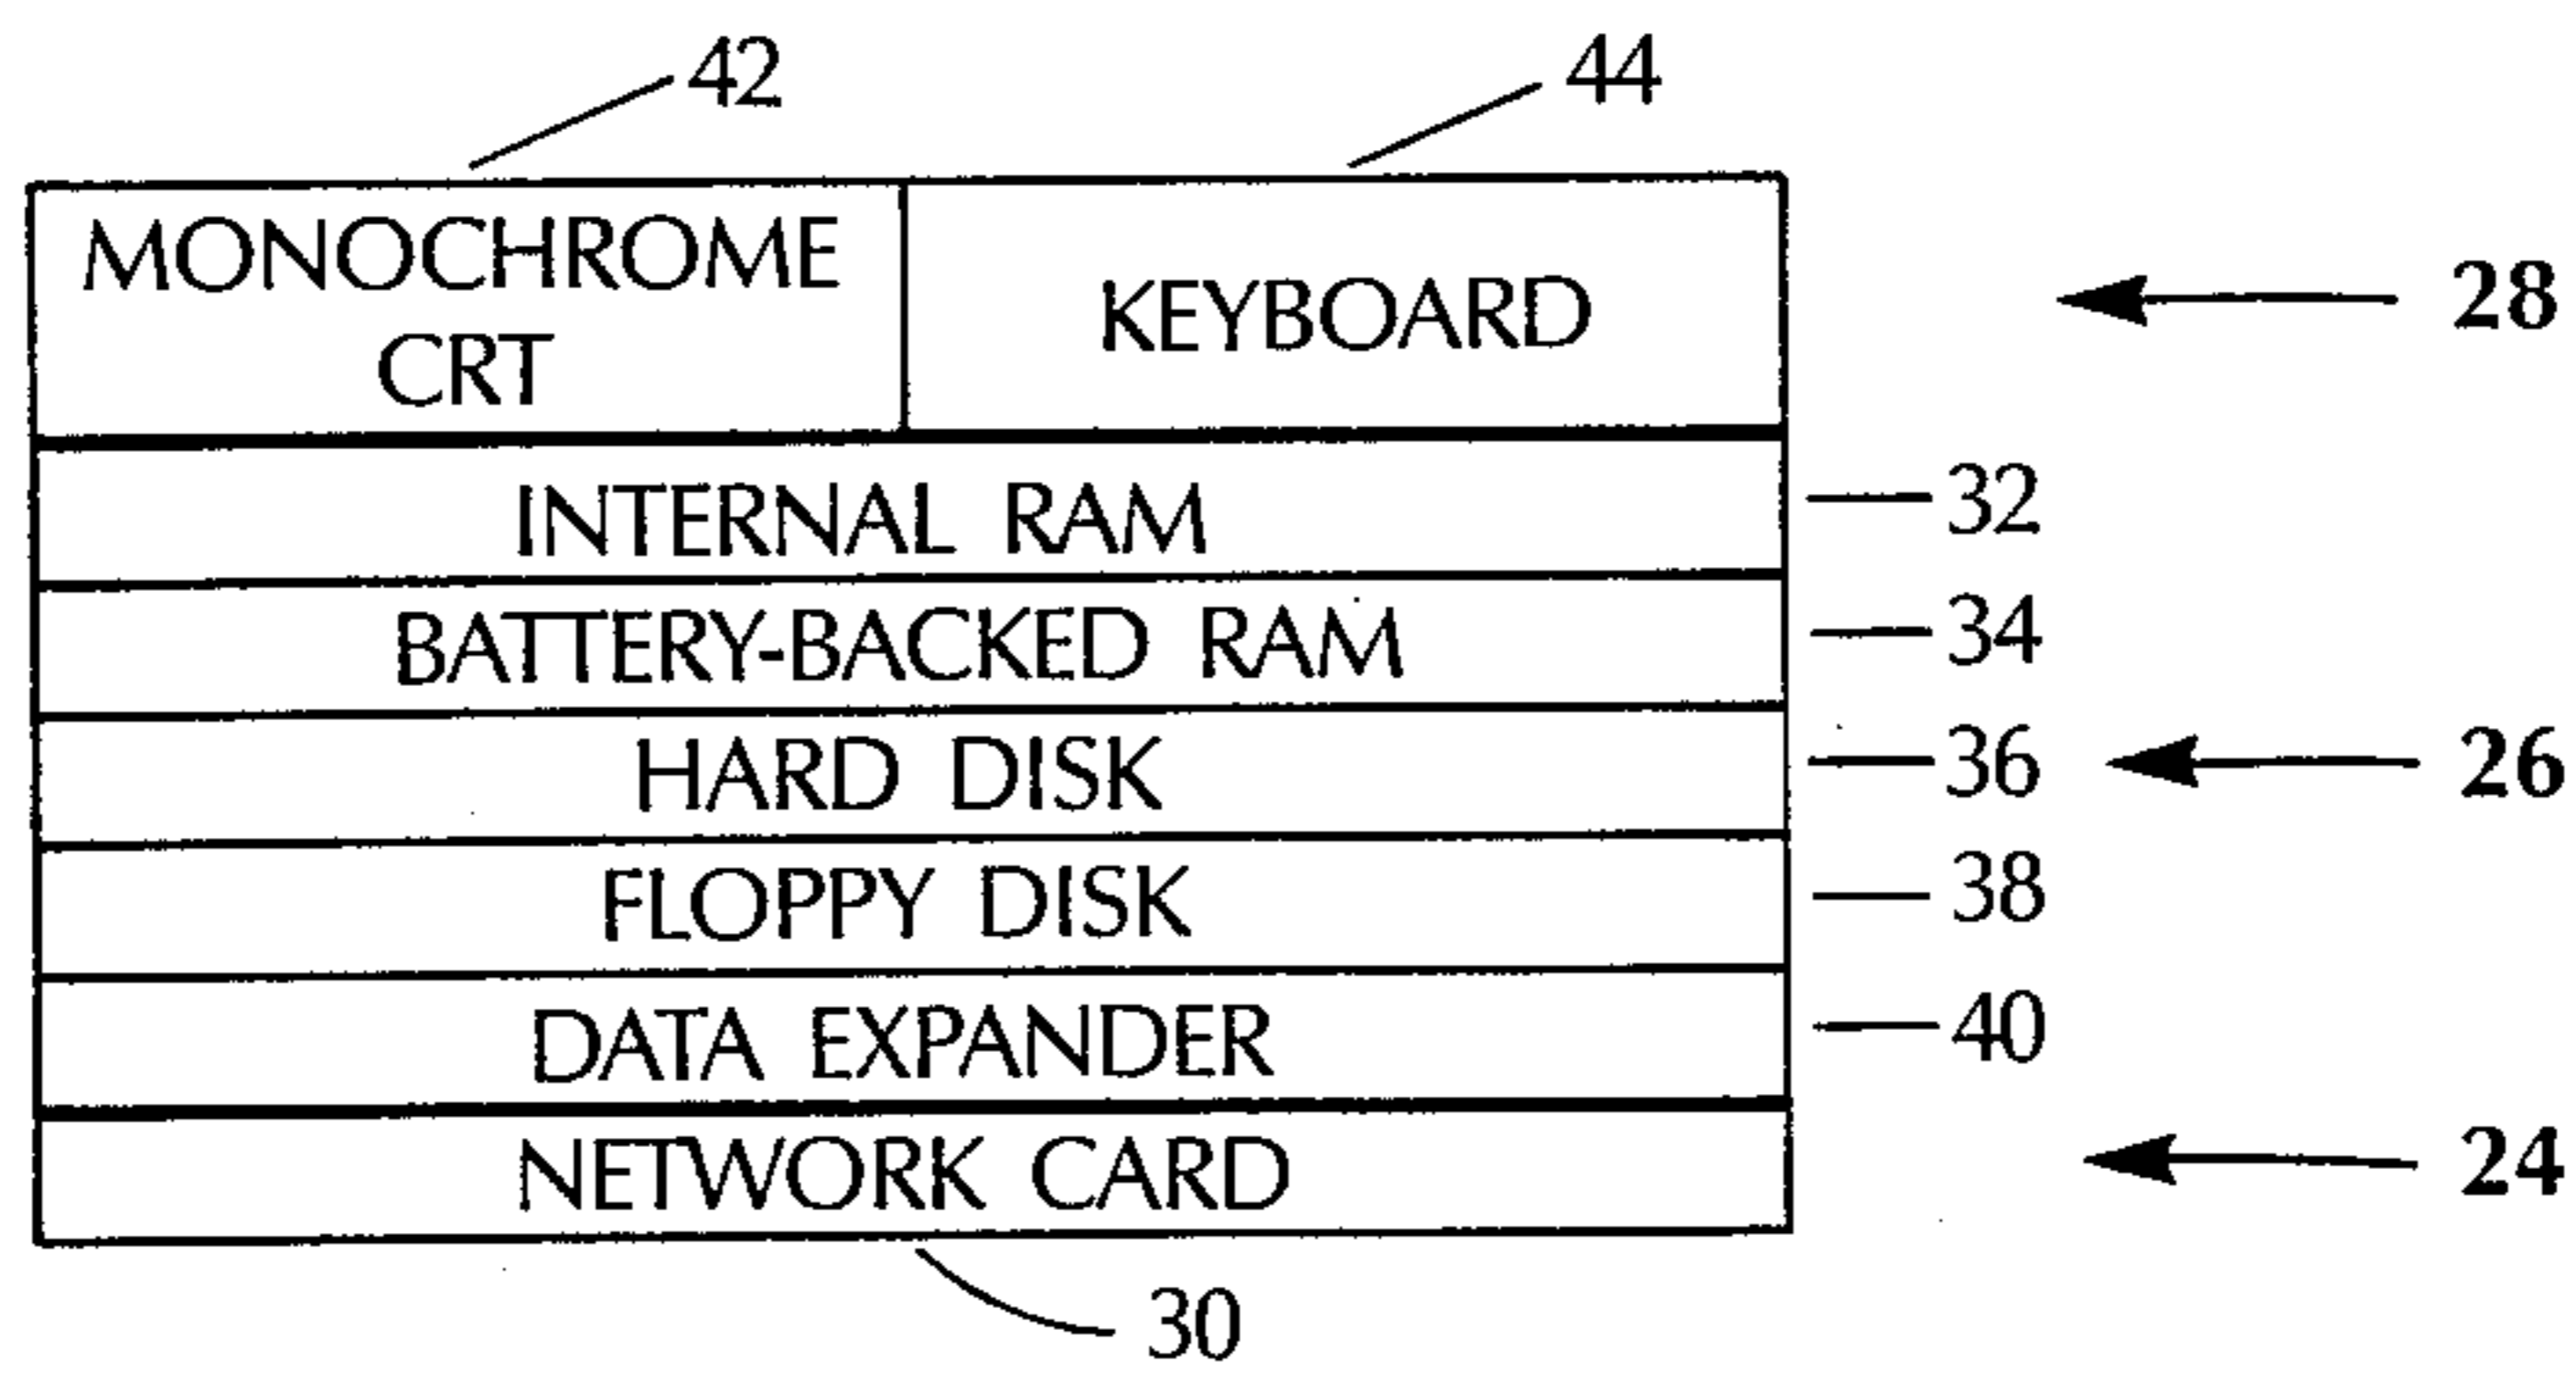 42
44
MONOCHROME
CRT
KEYBOARD
28
INTERNAL RAM
32
BATTERY-BACKED RAM
34
HARD DISK
36
26
FLOPPY DISK
38
DATA EXPANDER
40
NETWORK CARD
24
30